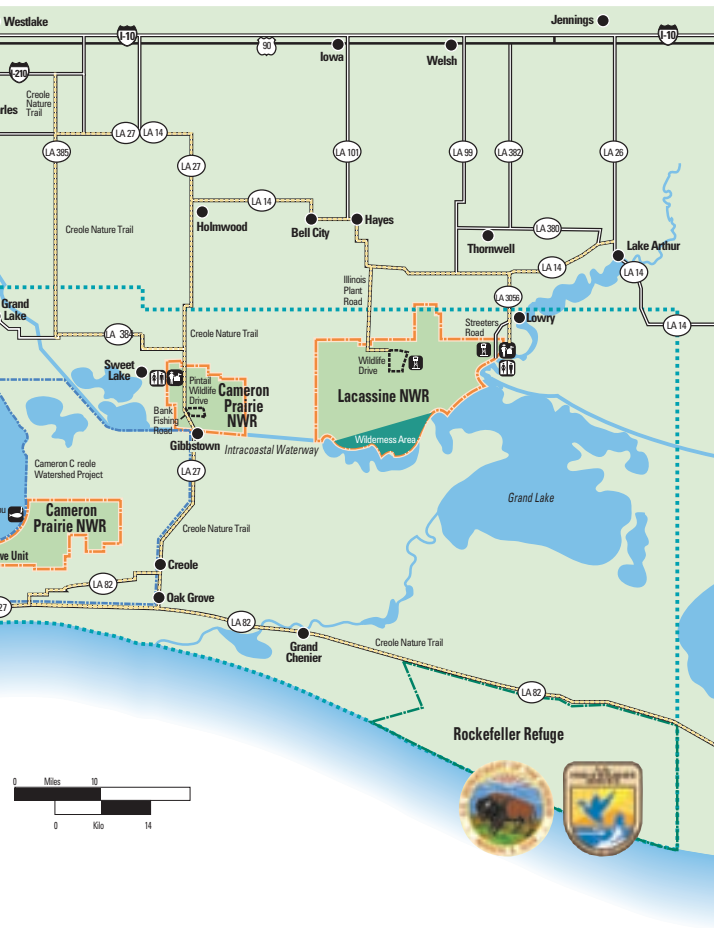 Westlake
Jennings
I-10
90
I-10
Iowa
Welsh
I-210
Creole
Nature
Trail
rles
LA 27
LA 14
LA 385
LA 27
LA 101
LA 99
LA 382
LA 26
LA 14
Holmwood
Bell City
Hayes
Creole Nature Trail
LA 380
Thornwell
Lake Arthur
LA 14
LA 14
Illinois
Plant
Road
LA 3056
Grand
Lake
LA 384
Creole Nature Trail
Streeters
Road
Lowry
LA 14
Sweet
Lake
Pintail
Wildlife
Drive
Cameron
Prairie
NWR
Wildlife
Drive
Lacassine NWR
Bank
Fishing
Road
Gibbstown
Intracoastal Waterway
Wilderness Area
Cameron C reole
Watershed Project
LA 27
Grand Lake
Cameron
Prairie NWR
Creole Nature Trail
ve Unit
Creole
LA 82
Oak Grove
27
LA 82
Grand
Chenier
Creole Nature Trail
LA 82
Rockefeller Refuge
0 Miles 10
0 Kilo 14